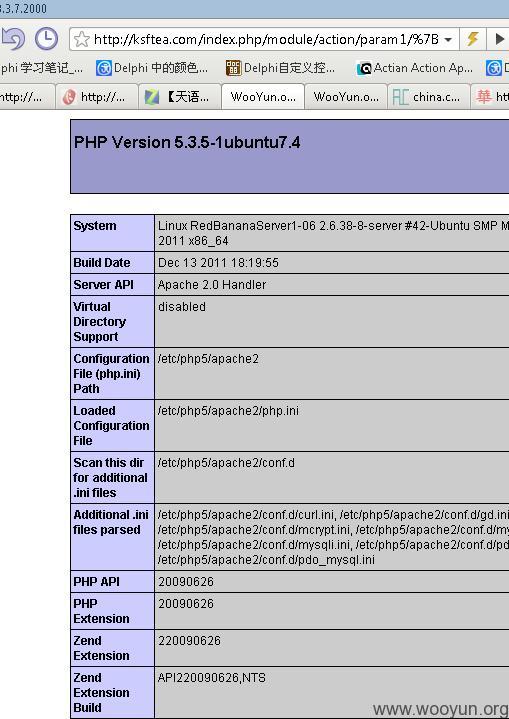 3.3.7.2000
http://ksftea.com/index.php/module/action/param1/%7B
phi 学习笔记_...
Delphi 中的颜色...
Delphi自定义控...
Actian Action Ap...
Delphi
http://...
http://...
【天语...
WooYun.o...
WooYun.o...
china.c...
htt
PHP Version 5.3.5-1ubuntu7.4
System
Linux RedBananaServer1-06 2.6.38-8-server #42-Ubuntu SMP M
2011 x86_64
Build Date
Dec 13 2011 18:19:55
Server API
Apache 2.0 Handler
Virtual
Directory
Support
disabled
Configuration
File (php.ini)
Path
/etc/php5/apache2
Loaded
Configuration
File
/etc/php5/apache2/php.ini
Scan this dir
for additional
.ini files
/etc/php5/apache2/conf.d
Additional .ini
files parsed
/etc/php5/apache2/conf.d/curl.ini, /etc/php5/apache2/conf.d/gd.ini
/etc/php5/apache2/conf.d/mcrypt.ini, /etc/php5/apache2/conf.d/my
/etc/php5/apache2/conf.d/mysqli.ini, /etc/php5/apache2/conf.d/pd
/etc/php5/apache2/conf.d/pdo_mysql.ini
PHP API
20090626
PHP
Extension
20090626
Zend
Extension
220090626
Zend
Extension
Build
API220090626,NTS
www.wooyun.org